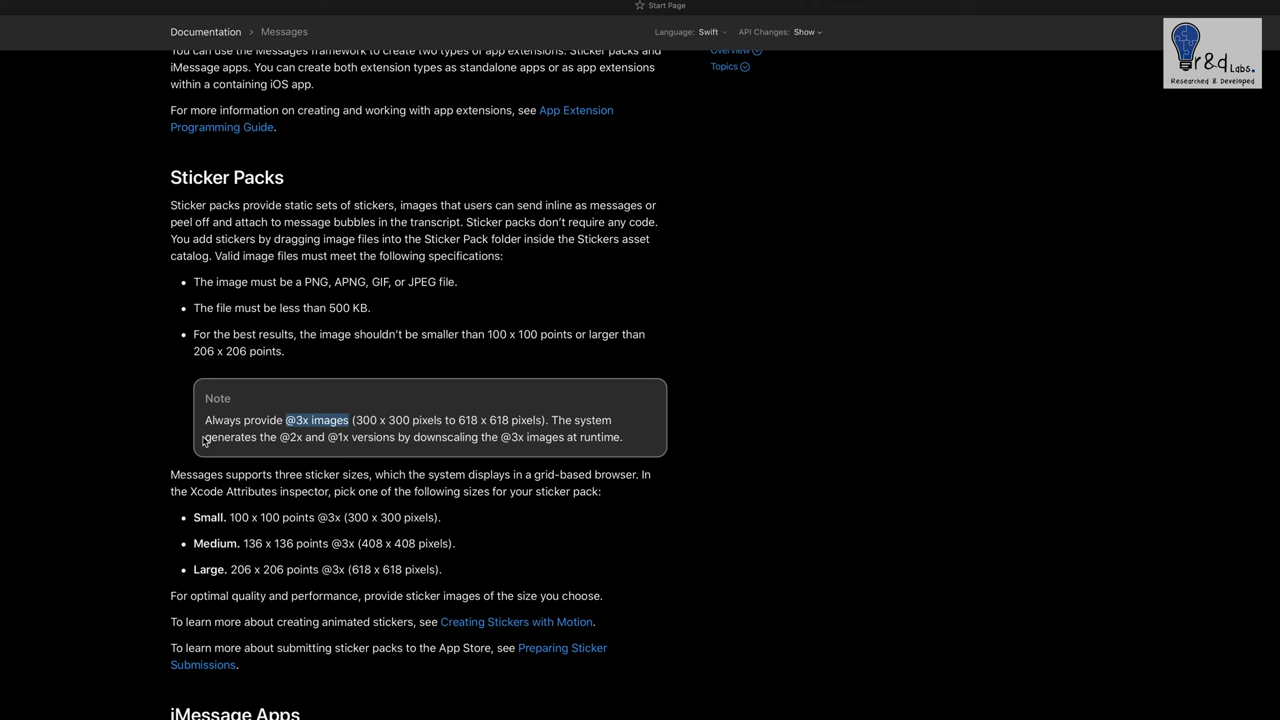 Start Page
Documentation > Messages
Language: Swift
API Changes: Show
r&d Labs.
Researched & Developed
You can use the Messages framework to create two types of app extensions: Sticker packs and
iMessage apps. You can create both extension types as standalone apps or as app extensions
within a containing iOS app.
Overview
Topics
For more information on creating and working with app extensions, see App Extension
Programming Guide.
Sticker Packs
Sticker packs provide static sets of stickers, images that users can send inline as messages or
peel off and attach to message bubbles in the transcript. Sticker packs don't require any code.
You add stickers by dragging image files into the Sticker Pack folder inside the Stickers asset
catalog. Valid image files must meet the following specifications:
• The image must be a PNG, APNG, GIF, or JPEG file.
• The file must be less than 500 KB.
• For the best results, the image shouldn't be smaller than 100 x 100 points or larger than
206 x 206 points.
Note
Always provide @3x images (300 x 300 pixels to 618 x 618 pixels). The system
generates the @2x and @1x versions by downscaling the @3x images at runtime.
Messages supports three sticker sizes, which the system displays in a grid-based browser. In
the Xcode Attributes inspector, pick one of the following sizes for your sticker pack:
• Small. 100 x 100 points @3x (300 x 300 pixels).
• Medium. 136 x 136 points @3x (408 x 408 pixels).
• Large. 206 x 206 points @3x (618 x 618 pixels).
For optimal quality and performance, provide sticker images of the size you choose.
To learn more about creating animated stickers, see Creating Stickers with Motion.
To learn more about submitting sticker packs to the App Store, see Preparing Sticker
Submissions.
iMessage Apps